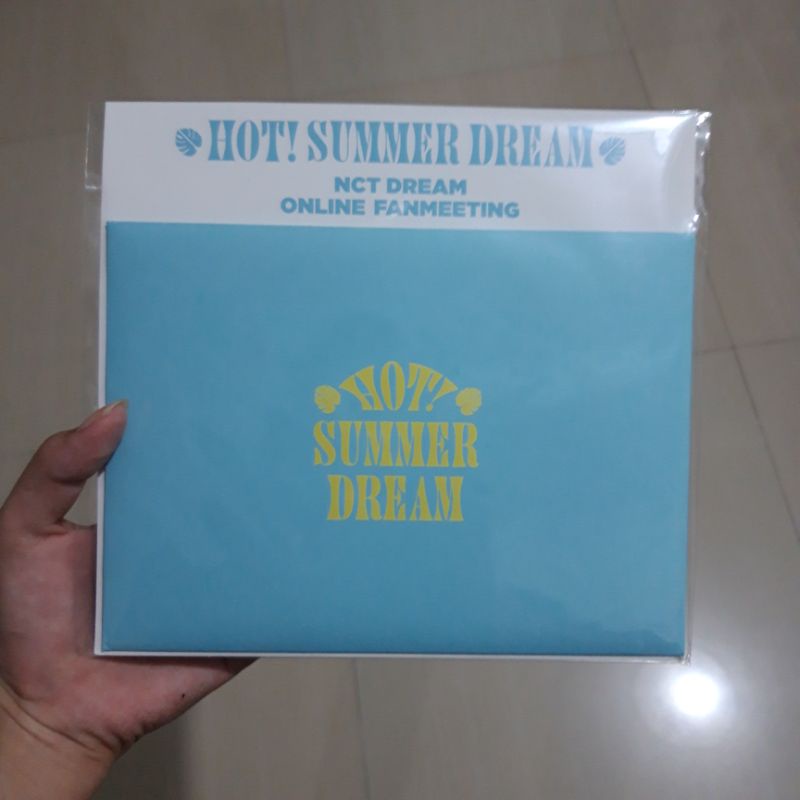 HOT! SUMMER DREAM
NCT DREAM
ONLINE FANMEETING
HOT!
SUMMER
DREAM